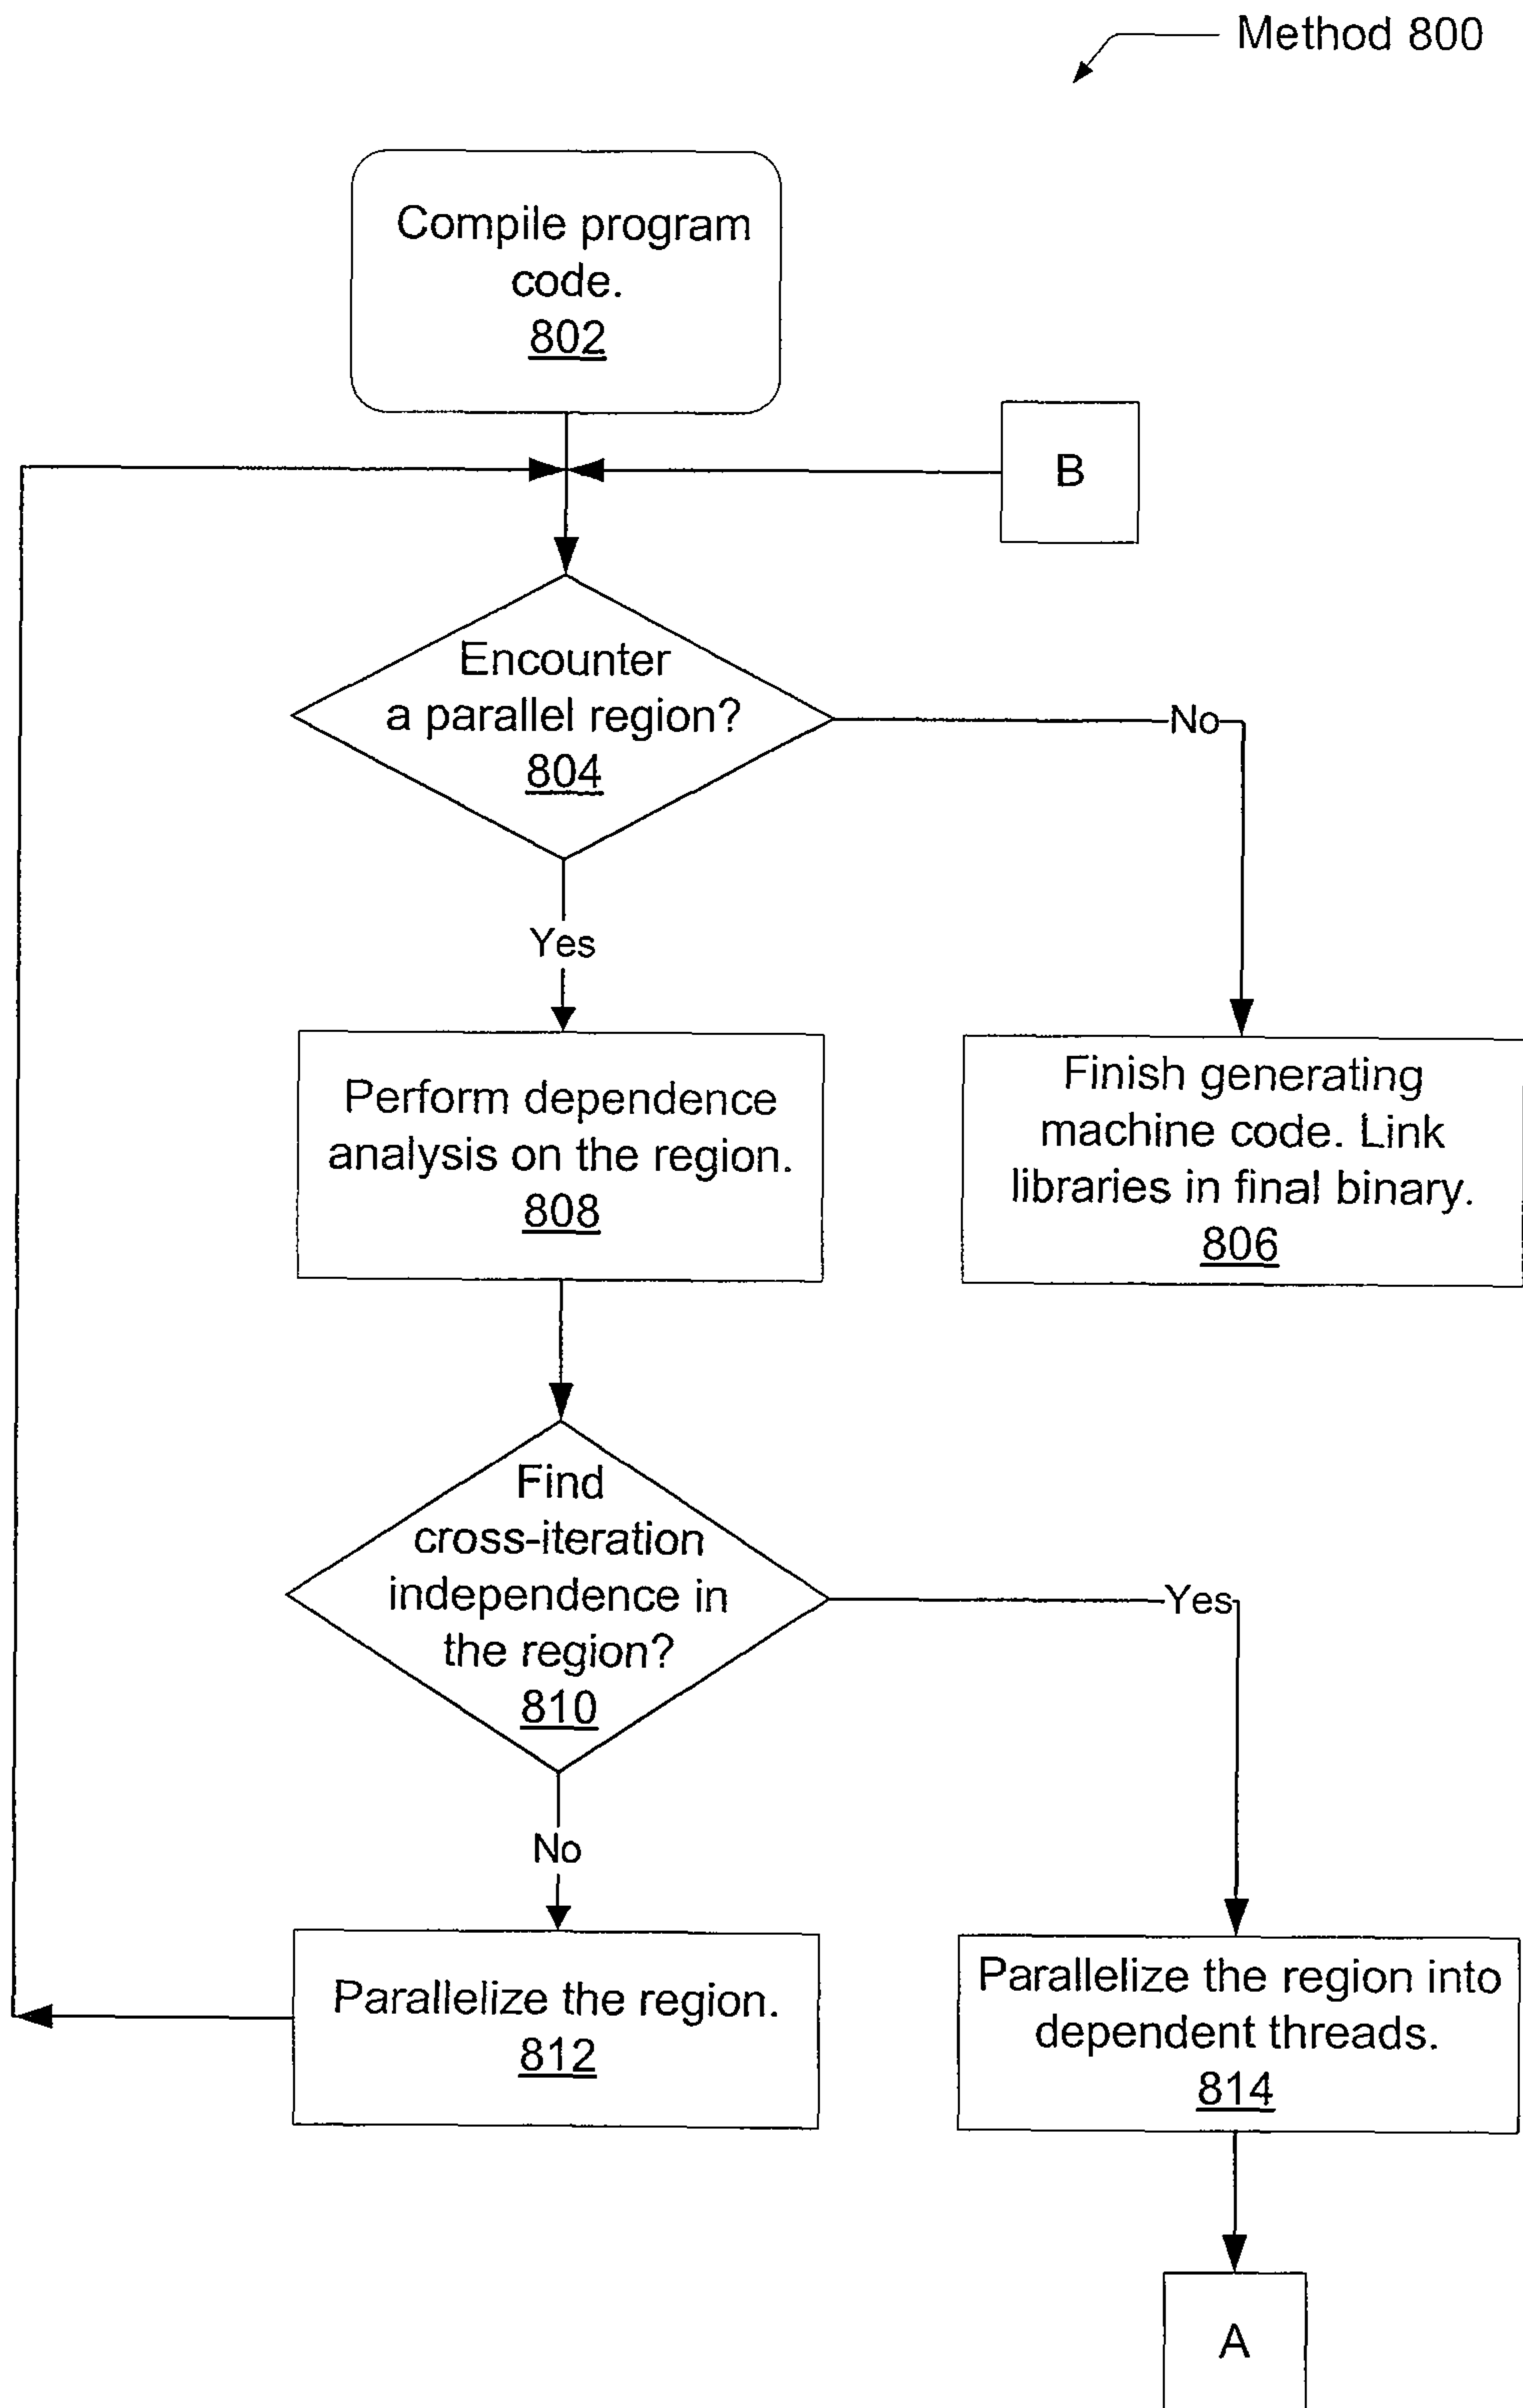 Method 800
Compile program
code.
802
B
Encounter
a parallel region?
804
No
Yes
Perform dependence
analysis on the region.
808
Finish generating
machine code. Link
libraries in final binary.
806
Find
cross-iteration
independence in
the region?
810
Yes
No
Parallelize the region.
812
Parallelize the region into
dependent threads.
814
A